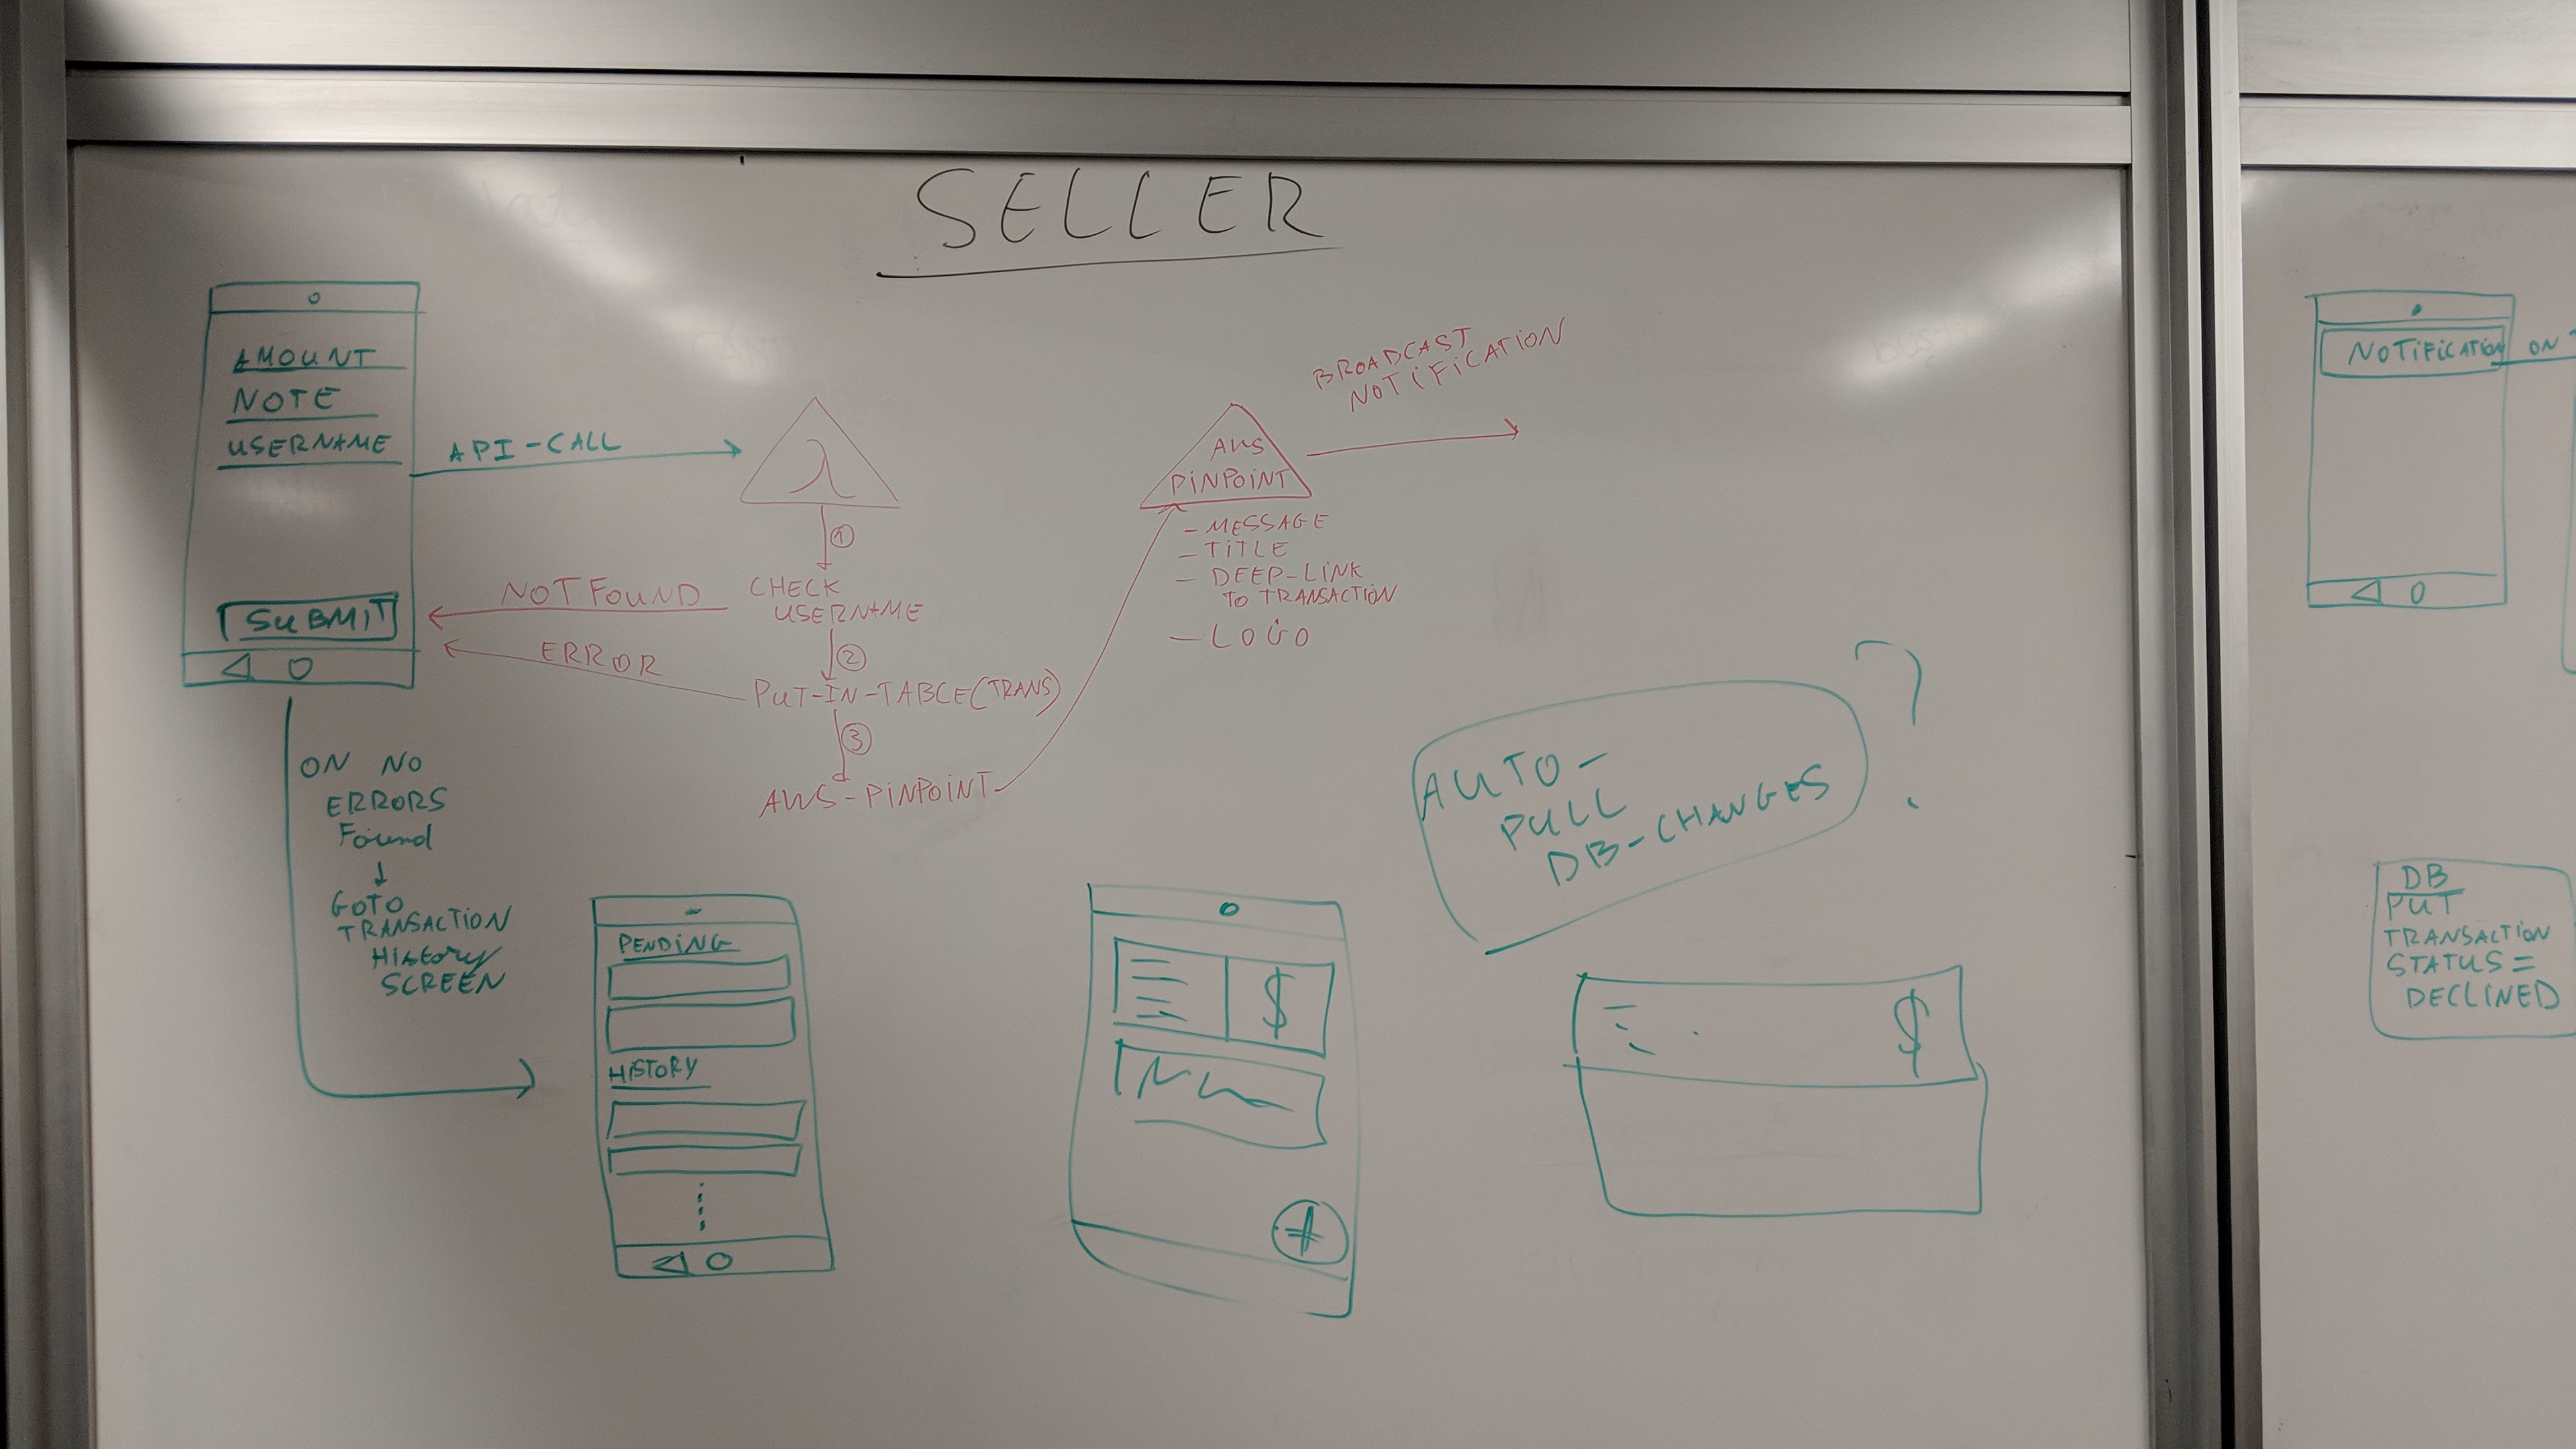 SELLER
AMOUNT
NOTE
USERNAME
SUBMIT
API-CALL
λ
①
CHECK
USERNAME
NOT FOUND
②
PUT-IN-TABLE(TRANS)
ERROR
③
AWS-PINPOINT
AWS
PINPOINT
- MESSAGE
- TITLE
- DEEP-LINK
TO TRANSACTION
- LOGO
BROADCAST
NOTIFICATION
ON NO
ERRORS
Found
↓
GOTO
TRANSACTION
HIStory
SCREEN
PENDING
HISTORY
$
+
AUTO-
PULL
DB-CHANGES
?
$
NOTIFICATION
ON
DB
PUT
TRANSACTION
STATUS =
DECLINED